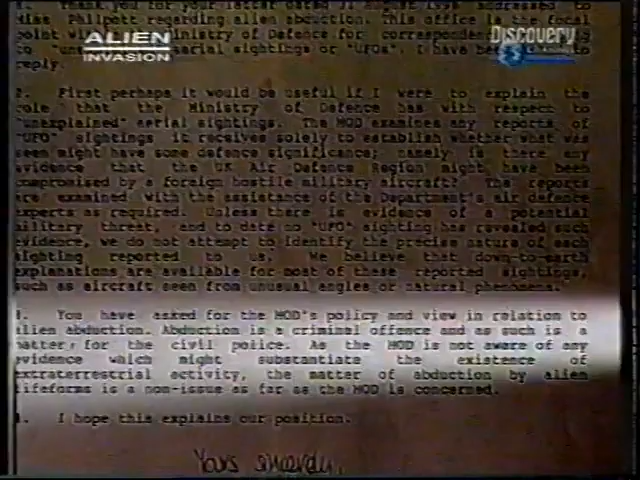 Thank you for your letter dated 31 August 1998 addressed to
Miss Philpott regarding alien abduction. This office is the focal
point wit Ministry of Defence for corresponden ng
to "une erial sightings or "UFOs". I have bee to
reply.
ALIEN
INVASION
Discovery
CHANNEL
2. First perhaps it would be useful if I were to explain the
role that the Ministry of Defence has with respect to
"unexplained" aerial sightings. The MOD examines any reports of
"UFO" sightings it receives solely to establish whether what was
seen might have some defence significance; namely is there any
evidence that the UK Air Defence Region might have been
compromised by a foreign hostile military aircraft? The reports
are examined with the assistance of the Department's air defence
experts as required. Unless there is evidence of a potential
military threat, and to date no "UFO" sighting has revealed such
evidence, we do not attempt to identify the precise nature of each
sighting reported to us. We believe that down-to-earth
explanations are available for most of these reported sightings,
such as aircraft seen from unusual angles or natural phenomena.
3. You have asked for the MOD's policy and view in relation to
alien abduction. Abduction is a criminal offence and as such is a
matter for the civil police. As the MOD is not aware of any
evidence which might substantiate the existence of
extraterrestrial activity, the matter of abduction by alien
lifeforms is a non-issue as far as the MOD is concerned.
4. I hope this explains our position.
Yours sincerely,